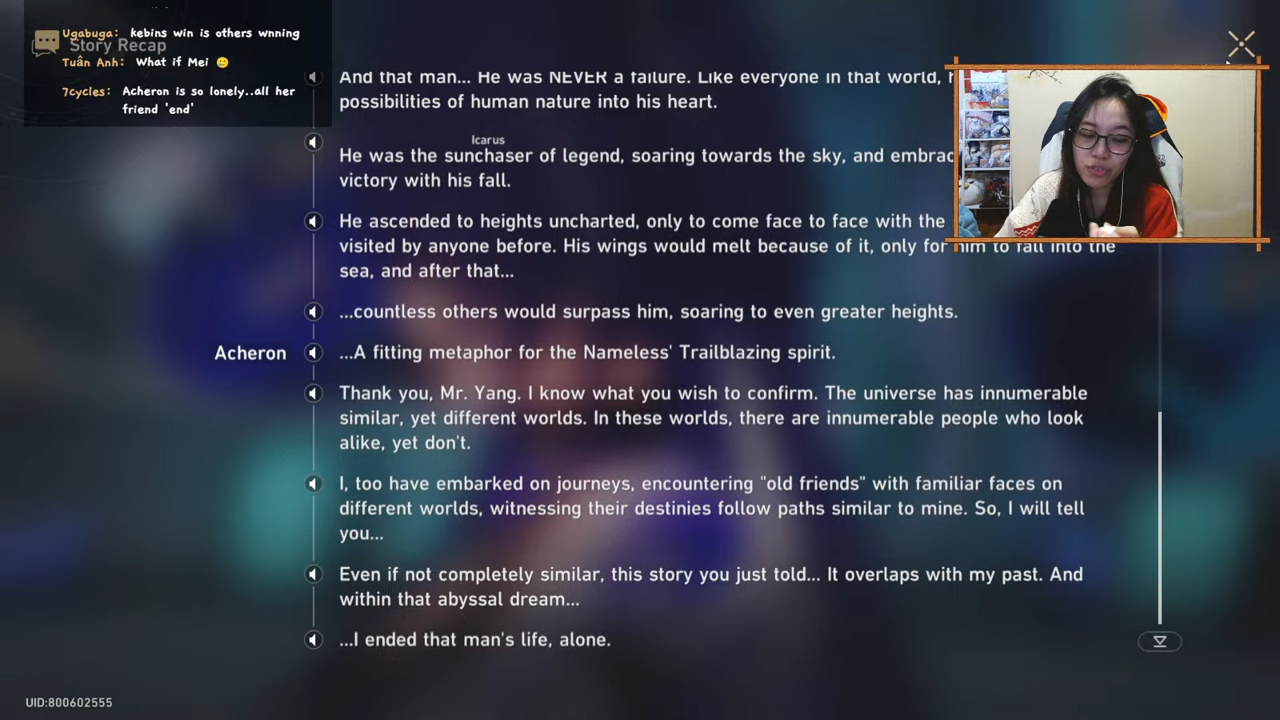 Ugabuga: kebins win is others wnning
Story Recap
Tuân Anh: What if Mei 🥲
7cycles: Acheron is so lonely..all her
friend 'end'
And that man... He was NEVER a failure. Like everyone in that world, h
possibilities of human nature into his heart.
Icarus
He was the sunchaser of legend, soaring towards the sky, and embrac
victory with his fall.
He ascended to heights uncharted, only to come face to face with the
visited by anyone before. His wings would melt because of it, only for him to fall into the
sea, and after that...
...countless others would surpass him, soaring to even greater heights.
Acheron ...A fitting metaphor for the Nameless' Trailblazing spirit.
Thank you, Mr. Yang. I know what you wish to confirm. The universe has innumerable
similar, yet different worlds. In these worlds, there are innumerable people who look
alike, yet don't.
I, too have embarked on journeys, encountering "old friends" with familiar faces on
different worlds, witnessing their destinies follow paths similar to mine. So, I will tell
you...
Even if not completely similar, this story you just told... It overlaps with my past. And
within that abyssal dream...
...I ended that man's life, alone.
UID:800602555